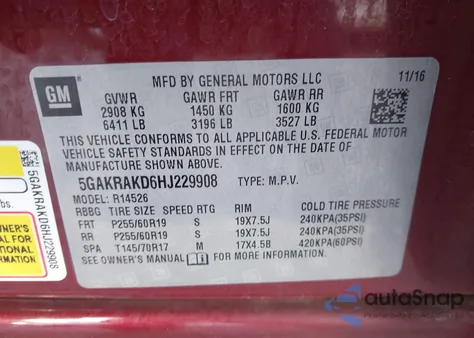 GM
MFD BY GENERAL MOTORS LLC 11/16
GVWR GAWR FRT GAWR RR
2908 KG 1450 KG 1600 KG
6411 LB 3196 LB 3527 LB
THIS VEHICLE CONFORMS TO ALL APPLICABLE U.S. FEDERAL MOTOR
VEHICLE SAFETY STANDARDS IN EFFECT ON THE DATE OF
MANUFACTURE SHOWN ABOVE.
5GAKRAKD6HJ229908 TYPE: M.P.V.
MODEL: R14526
RBBG TIRE SIZE SPEED RTG RIM COLD TIRE PRESSURE
FRT P255/60R19 S 19X7.5J 240KPA(35PSI)
RR P255/60R19 S 19X7.5J 240KPA(35PSI)
SPA T145/70R17 M 17X4.5B 420KPA(60PSI)
SEE OWNER'S MANUAL i FOR MORE INFORMATION.
5GAKRAKD6HJ229908
bs.
OWNER'S
autoSnap